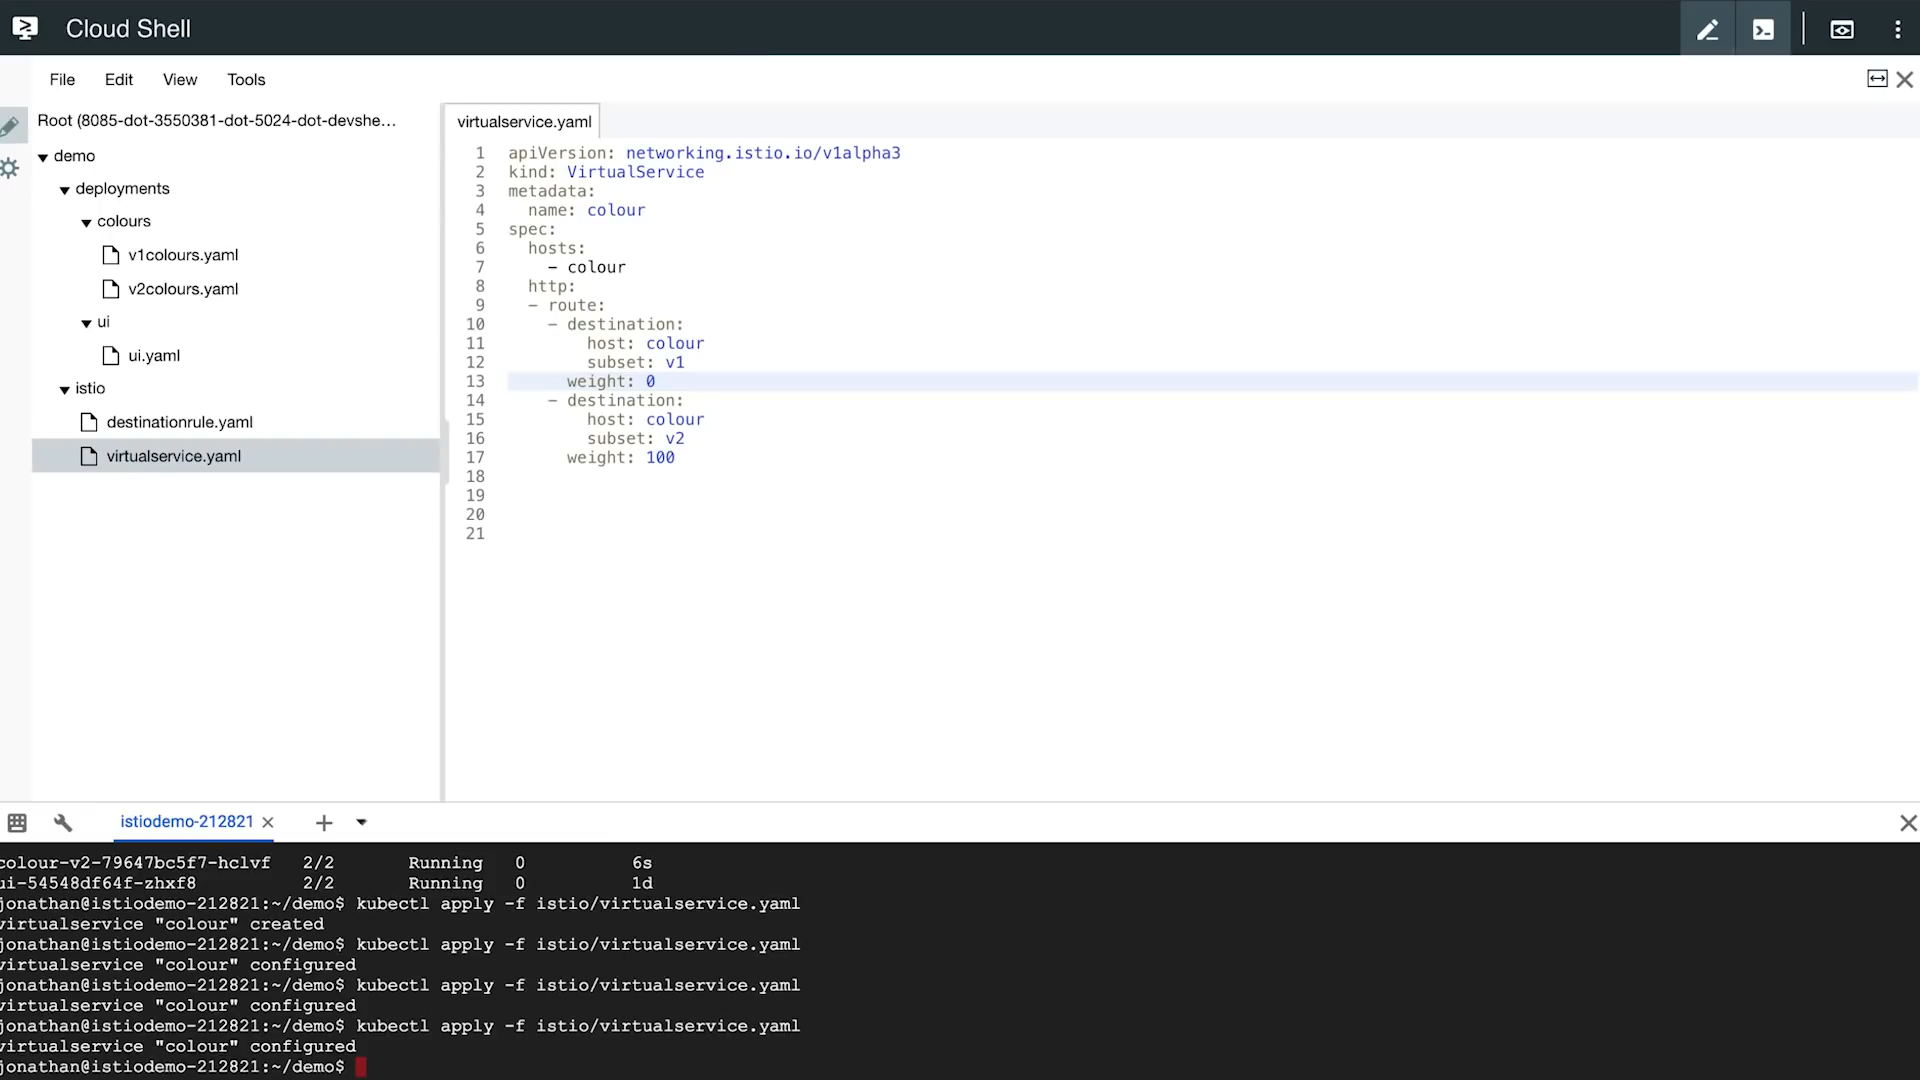 Cloud Shell
File Edit View Tools
Root (8085-dot-3550381-dot-5024-dot-devshe...
demo
deployments
colours
v1colours.yaml
v2colours.yaml
ui
ui.yaml
istio
destinationrule.yaml
virtualservice.yaml
virtualservice.yaml
1 apiVersion: networking.istio.io/v1alpha3
2 kind: VirtualService
3 metadata:
4 name: colour
5 spec:
6 hosts:
7 - colour
8 http:
9 - route:
10 - destination:
11 host: colour
12 subset: v1
13 weight: 0
14 - destination:
15 host: colour
16 subset: v2
17 weight: 100
18
19
20
21
istiodemo-212821
colour-v2-79647bc5f7-hclvf 2/2 Running 0 6s
ui-54548df64f-zhxf8 2/2 Running 0 1d
jonathan@istiodemo-212821:~/demo$ kubectl apply -f istio/virtualservice.yaml
virtualservice "colour" created
jonathan@istiodemo-212821:~/demo$ kubectl apply -f istio/virtualservice.yaml
virtualservice "colour" configured
jonathan@istiodemo-212821:~/demo$ kubectl apply -f istio/virtualservice.yaml
virtualservice "colour" configured
jonathan@istiodemo-212821:~/demo$ kubectl apply -f istio/virtualservice.yaml
virtualservice "colour" configured
jonathan@istiodemo-212821:~/demo$